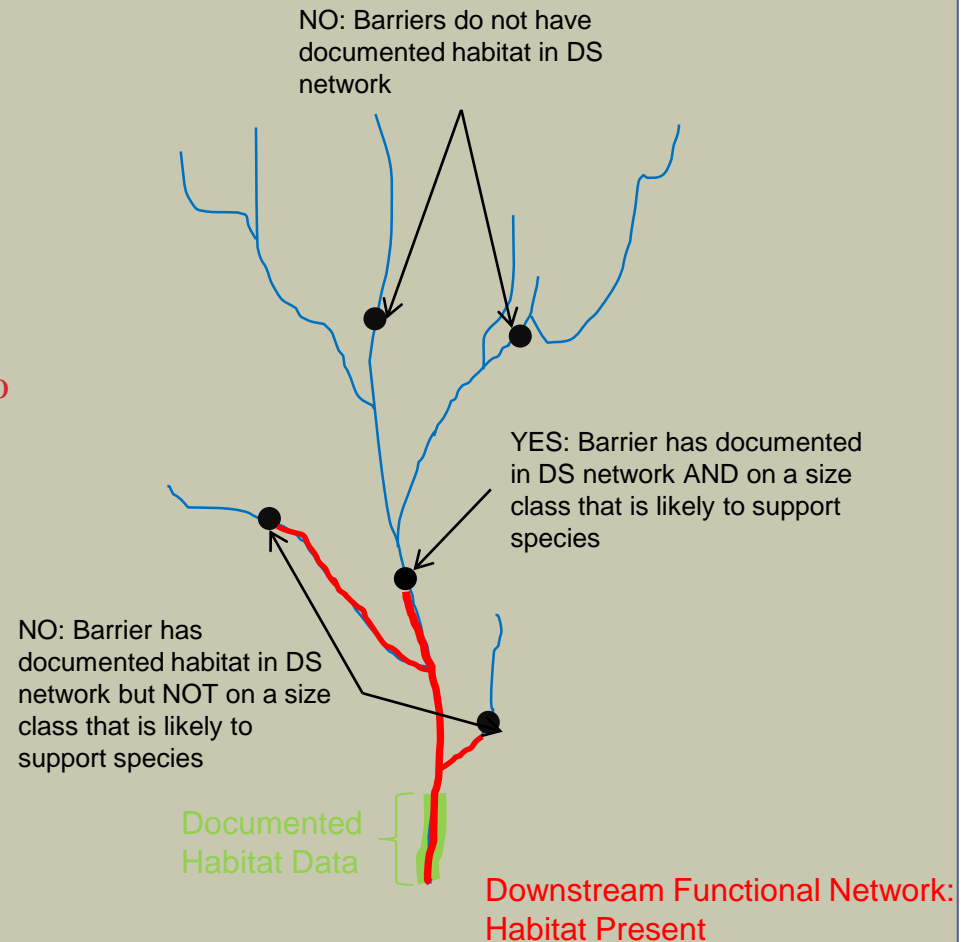 NO: Barriers do not have
documented habitat in DS
network
YES: Barrier has documented
in DS network AND on a size
class that is likely to support
species
NO: Barrier has
documented habitat in DS
network but NOT on a size
class that is likely to
support species
Documented
Habitat Data
Downstream Functional Network:
Habitat Present